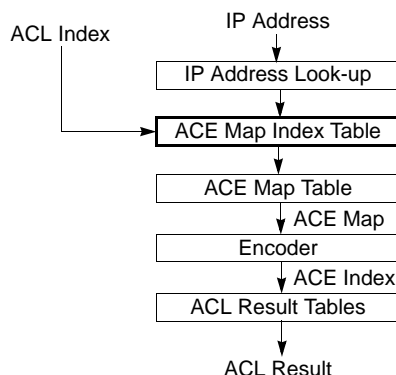 IP Address
ACL Index
IP Address Look-up
ACE Map Index Table
ACE Map Table
ACE Map
Encoder
ACE Index
ACL Result Tables
ACL Result